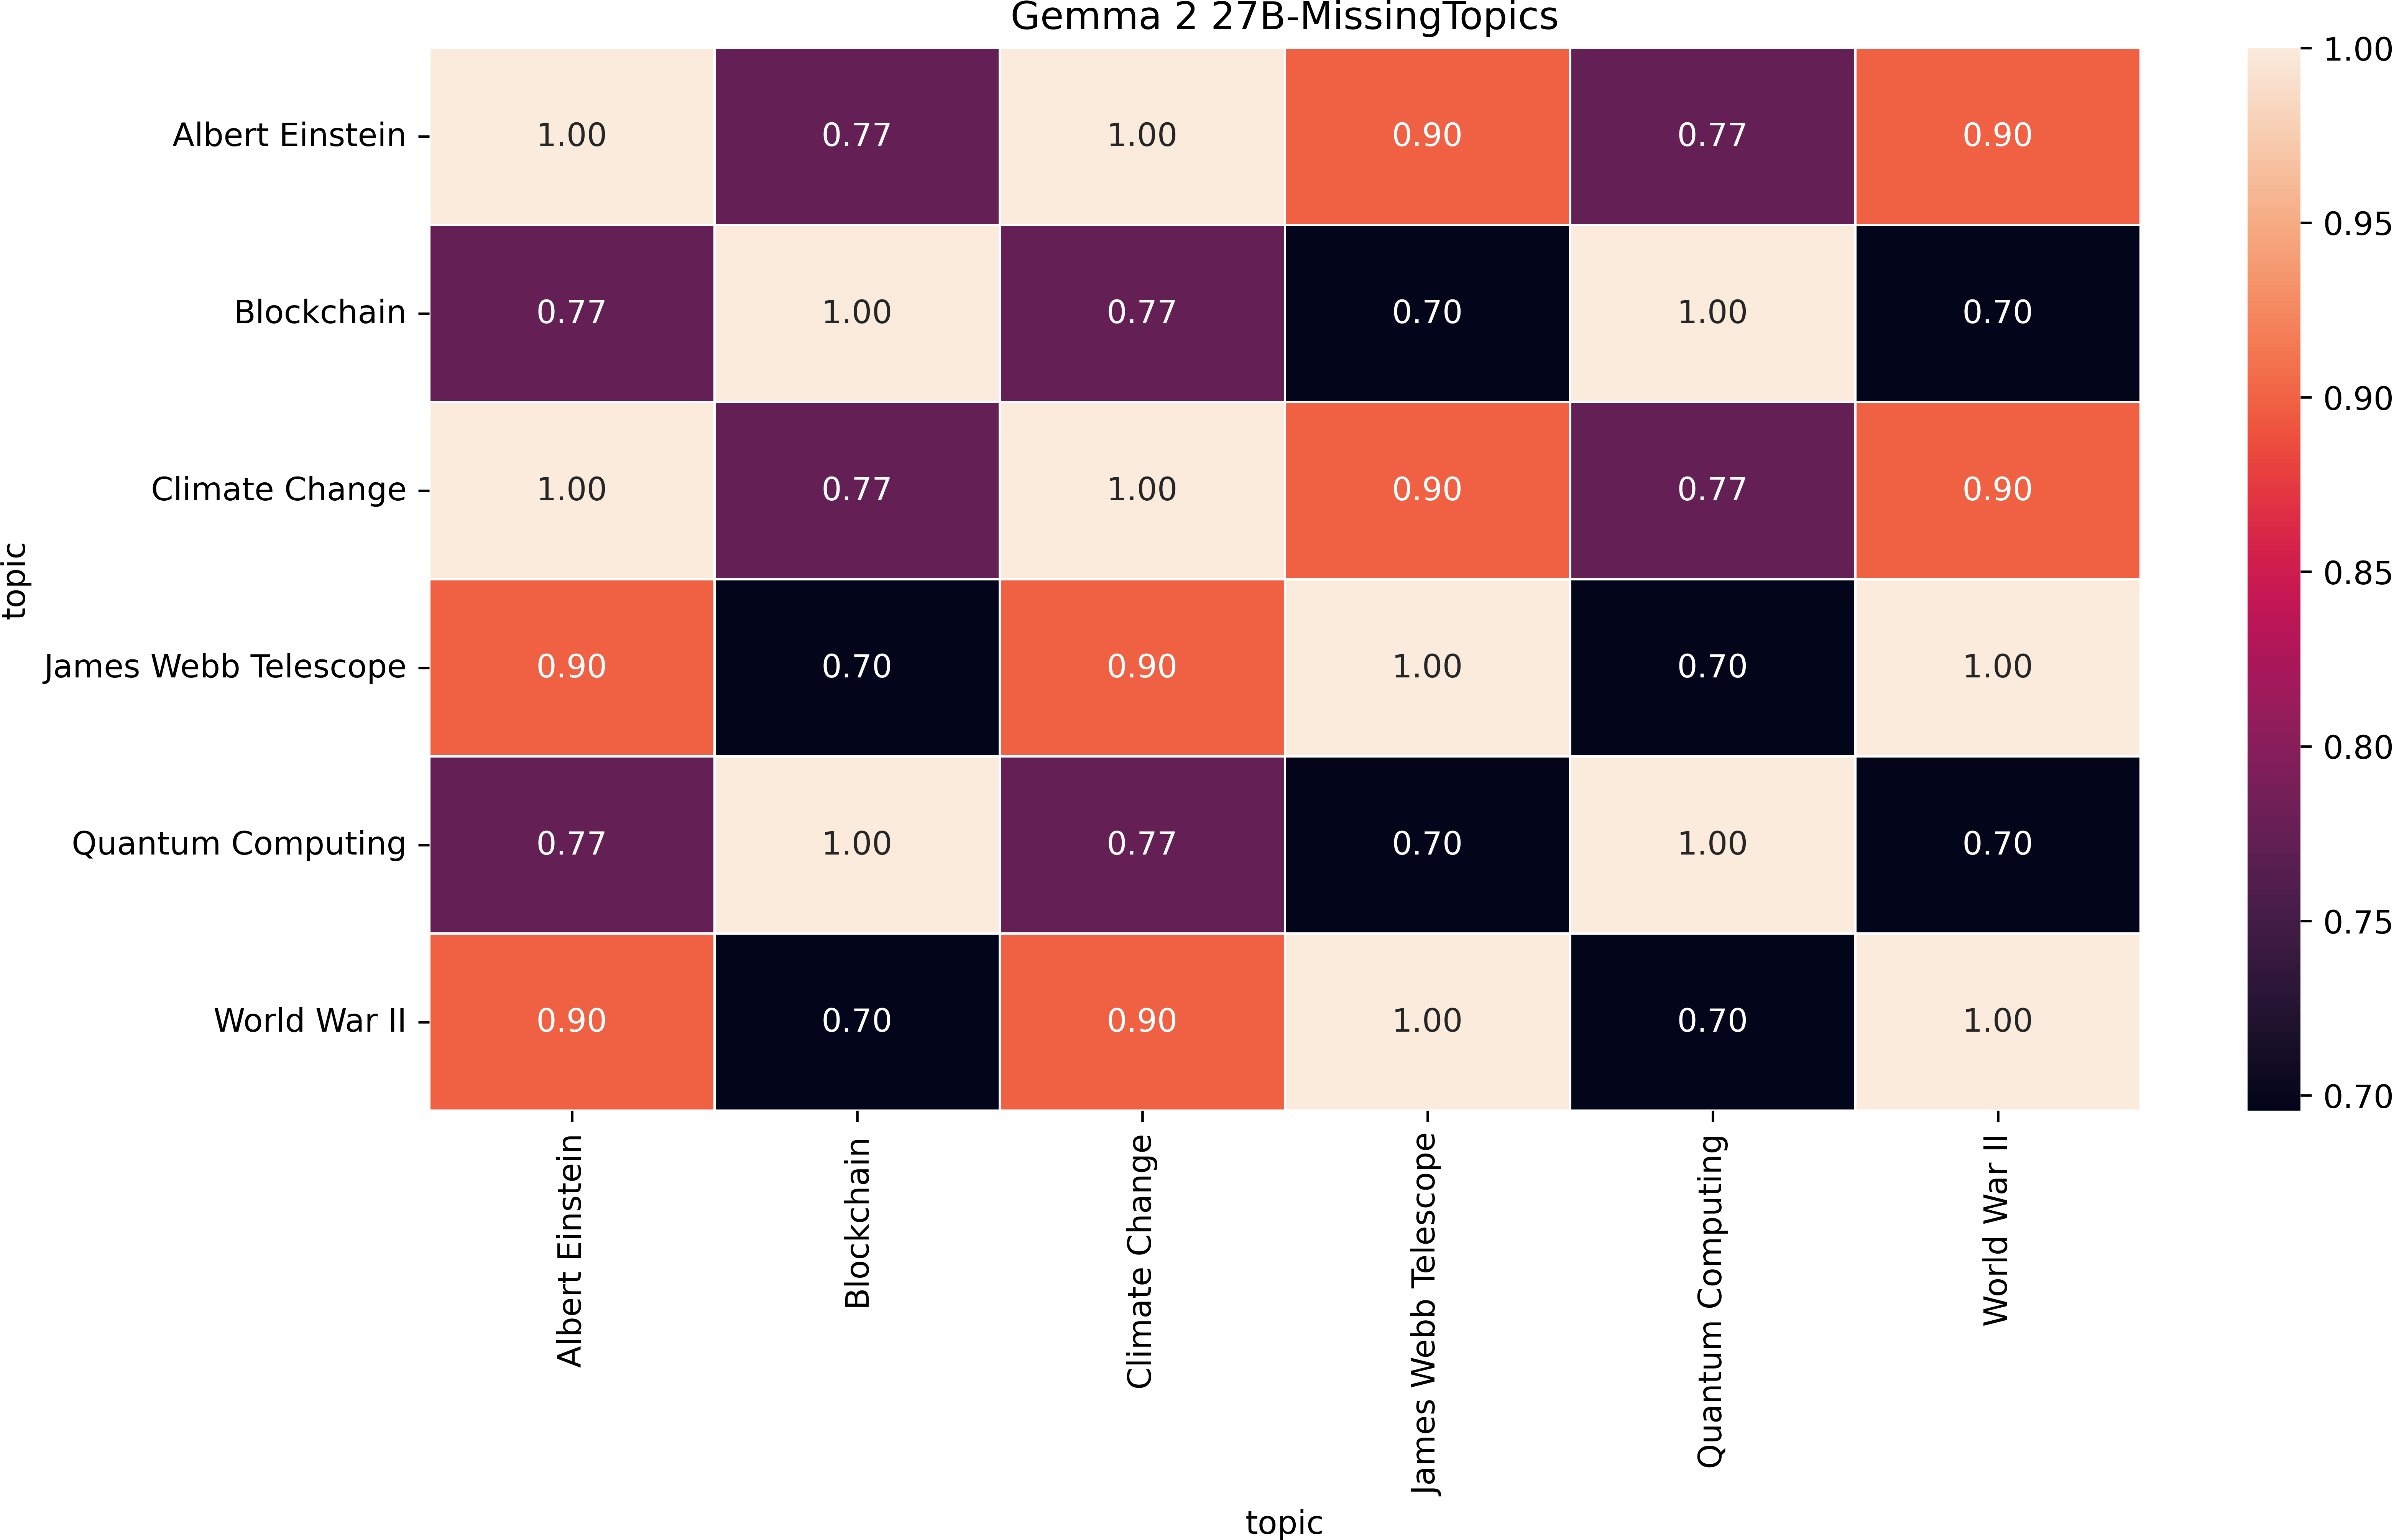 Gemma 2 27B-MissingTopics
Albert Einstein 1.00 0.77 1.00 0.90 0.77 0.90
Blockchain 0.77 1.00 0.77 0.70 1.00 0.70
Climate Change 1.00 0.77 1.00 0.90 0.77 0.90
James Webb Telescope 0.90 0.70 0.90 1.00 0.70 1.00
Quantum Computing 0.77 1.00 0.77 0.70 1.00 0.70
World War II 0.90 0.70 0.90 1.00 0.70 1.00
topic
Albert Einstein
Blockchain
Climate Change
James Webb Telescope
Quantum Computing
World War II
topic
1.00
0.95
0.90
0.85
0.80
0.75
0.70